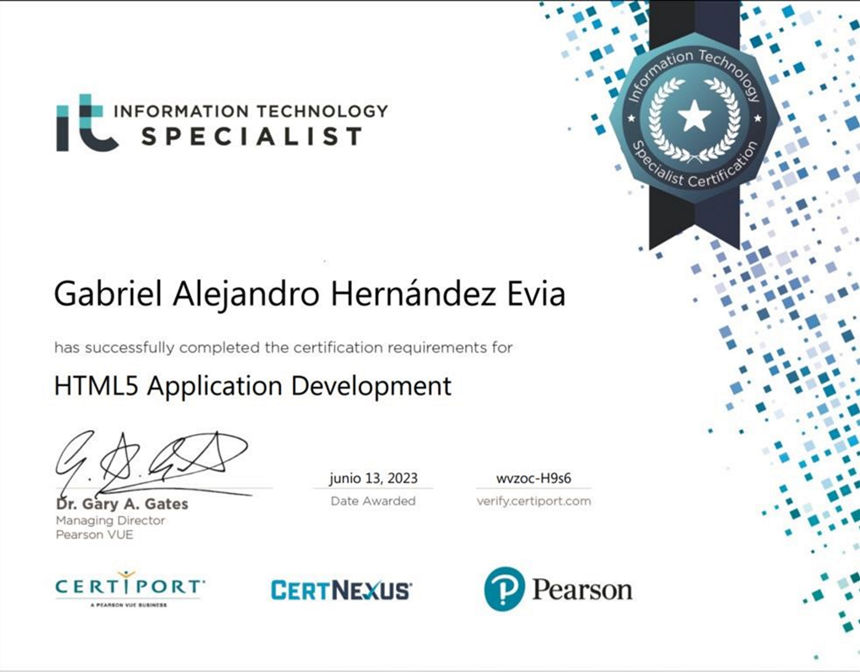 it INFORMATION TECHNOLOGY
SPECIALIST
Information Technology
Specialist Certification
Gabriel Alejandro Hernández Evia
has successfully completed the certification requirements for
HTML5 Application Development
Dr. Gary A. Gates
Managing Director
Pearson VUE
junio 13, 2023
Date Awarded
wvzoc-H9s6
verify.certiport.com
CERTIPORT
A PEARSON VUE BUSINESS
CERTNEXUS
P Pearson